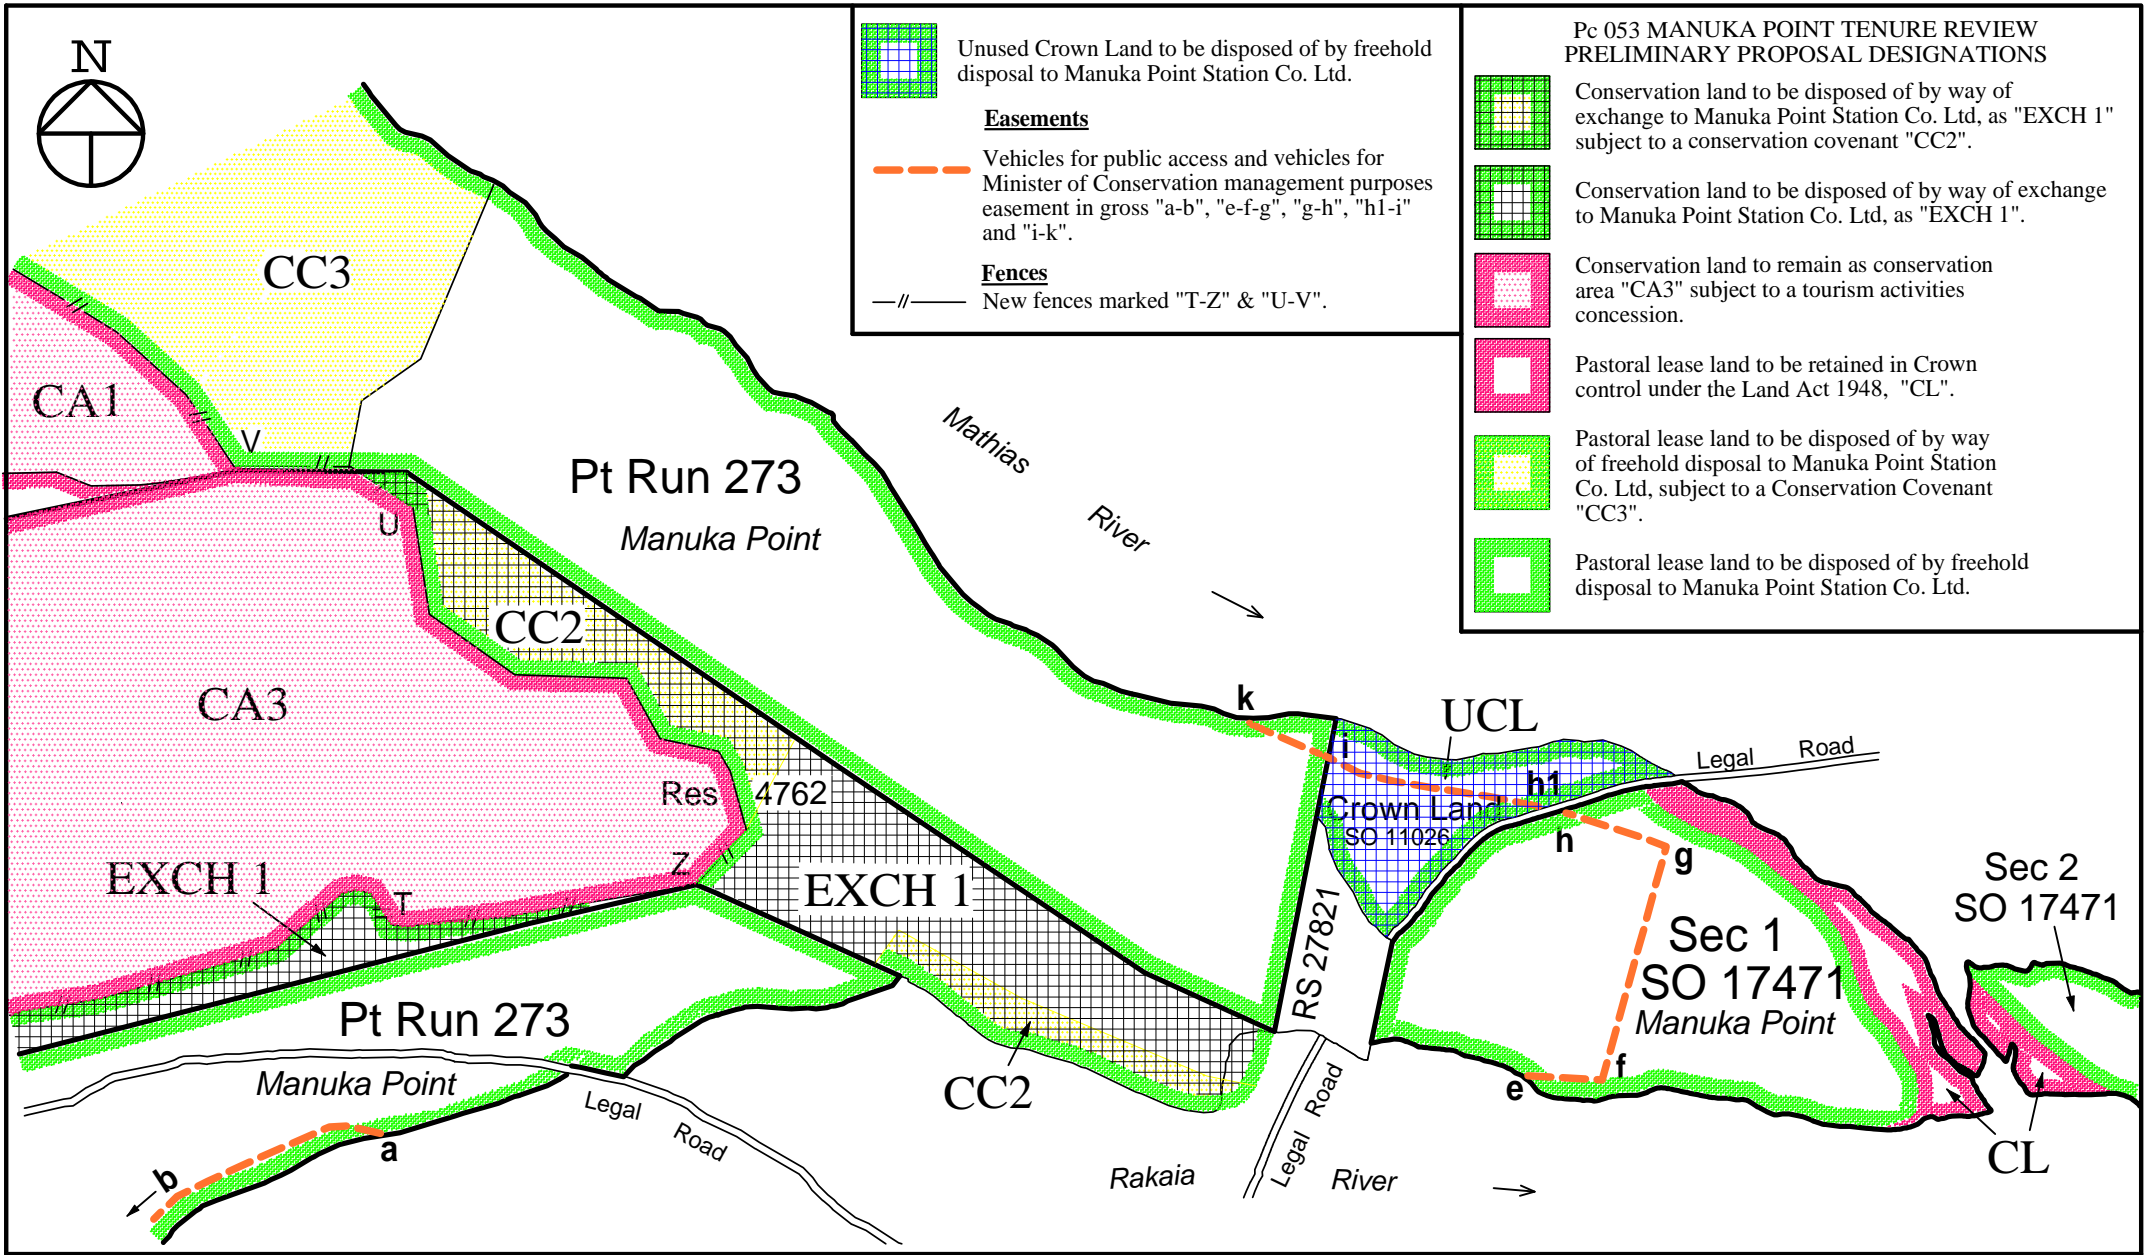 N
Unused Crown Land to be disposed of by freehold
disposal to Manuka Point Station Co. Ltd.
Easements
Vehicles for public access and vehicles for
Minister of Conservation management purposes
easement in gross "a-b", "e-f-g", "g-h", "h1-i"
and "i-k".
Fences
New fences marked "T-Z" & "U-V".
Pc 053 MANUKA POINT TENURE REVIEW
PRELIMINARY PROPOSAL DESIGNATIONS
Conservation land to be disposed of by way of
exchange to Manuka Point Station Co. Ltd, as "EXCH 1"
subject to a conservation covenant "CC2".
Conservation land to be disposed of by way of exchange
to Manuka Point Station Co. Ltd, as "EXCH 1".
Conservation land to remain as conservation
area "CA3" subject to a tourism activities
concession.
Pastoral lease land to be retained in Crown
control under the Land Act 1948, "CL".
Pastoral lease land to be disposed of by way
of freehold disposal to Manuka Point Station
Co. Ltd, subject to a Conservation Covenant
"CC3".
Pastoral lease land to be disposed of by freehold
disposal to Manuka Point Station Co. Ltd.
CC3
CA1
V
U
Pt Run 273
Manuka Point
Mathias
River
CC2
CA3
Res 4762
Z
T
EXCH 1
EXCH 1
k
i
UCL
h1
Crown Land
SO 11026
Legal Road
h
g
Sec 2
SO 17471
Sec 1
SO 17471
Manuka Point
RS 27821
Pt Run 273
Manuka Point
Legal
Road
CC2
e
f
CL
a
b
Legal Road
Rakaia
River